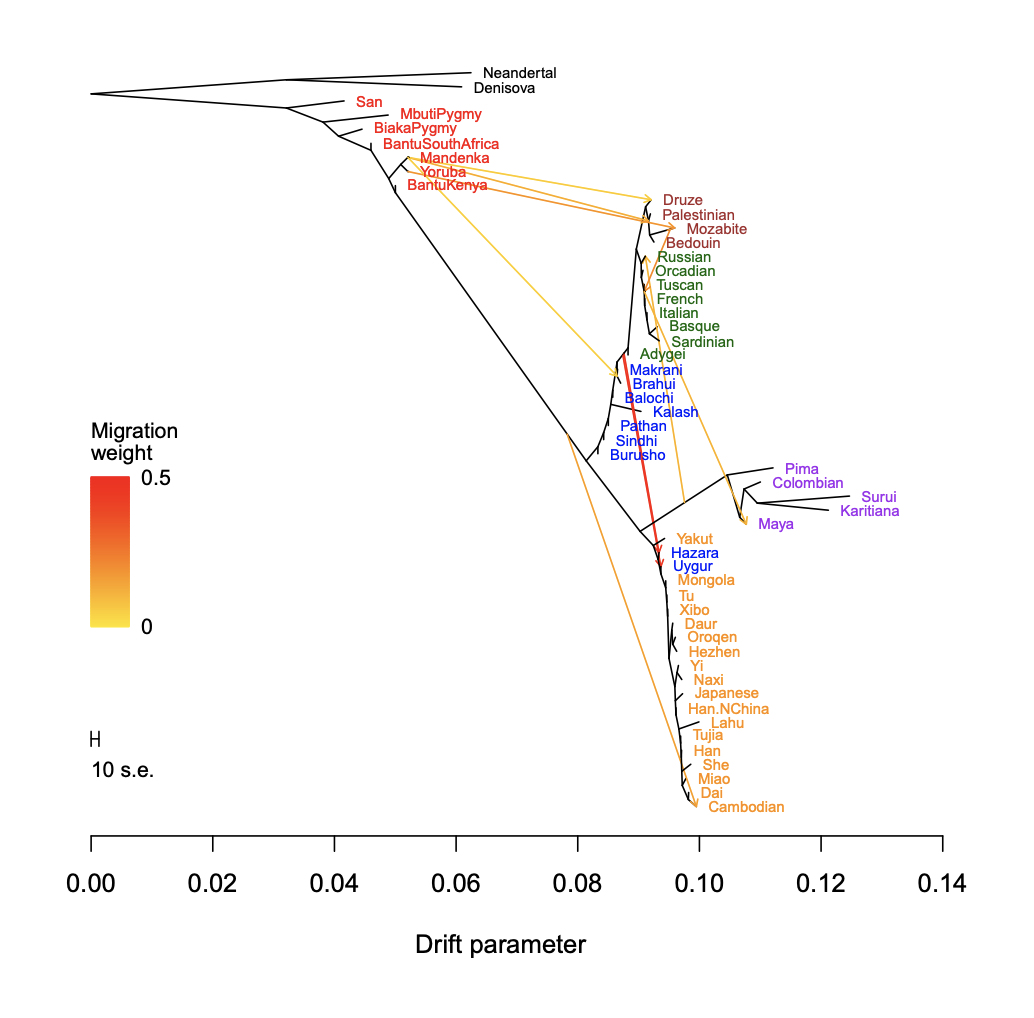 Neandertal
Denisova
San
MbutiPygmy
BiakaPygmy
BantuSouthAfrica
Mandenka
Yoruba
BantuKenya
Druze
Palestinian
Mozabite
Bedouin
Russian
Orcadian
Tuscan
French
Italian
Basque
Sardinian
Adygei
Makrani
Brahui
Balochi
Kalash
Pathan
Sindhi
Burusho
Migration
weight
0.5
0
Pima
Colombian
Surui
Karitiana
Maya
Yakut
Hazara
Uygur
Mongola
Tu
Xibo
Daur
Oroqen
Hezhen
Yi
Naxi
Japanese
Han.NChina
Lahu
Tujia
Han
She
Miao
Dai
Cambodian
10 s.e.
0.00 0.02 0.04 0.06 0.08 0.10 0.12 0.14
Drift parameter